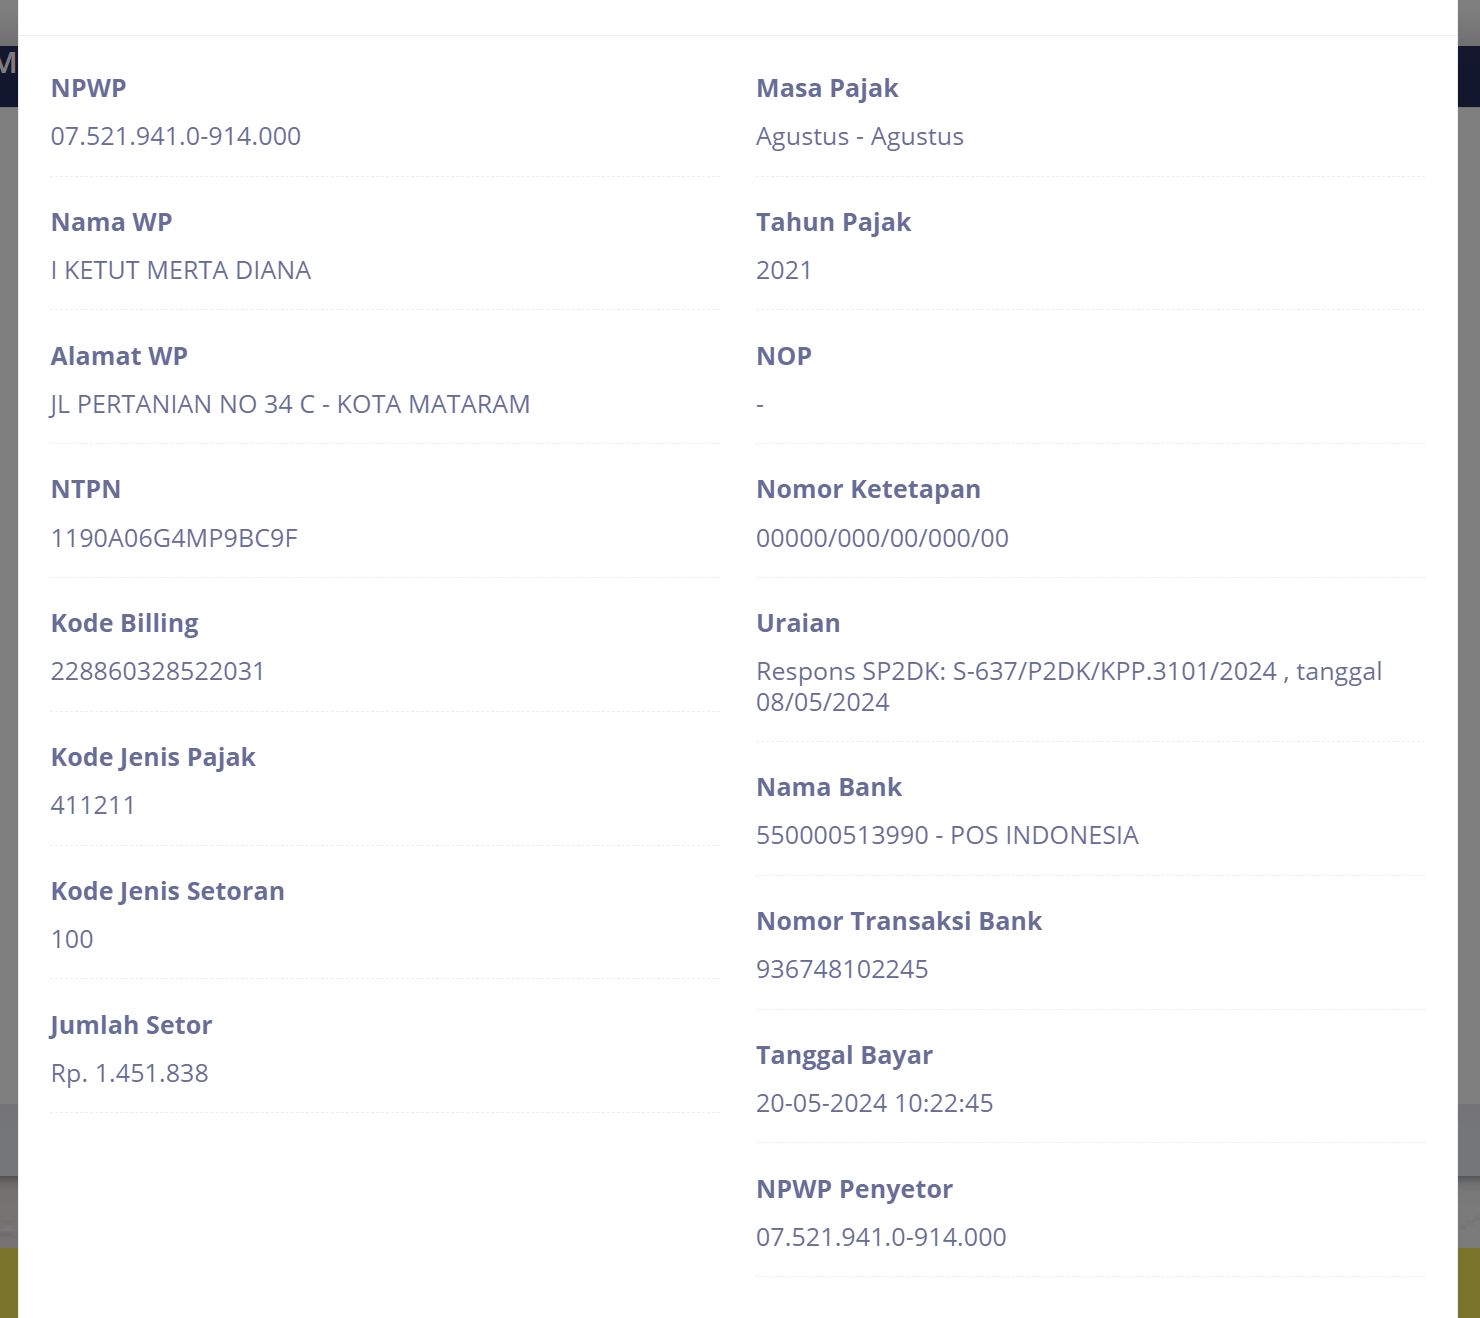 M
NPWP
07.521.941.0-914.000
Nama WP
I KETUT MERTA DIANA
Alamat WP
JL PERTANIAN NO 34 C - KOTA MATARAM
NTPN
1190A06G4MP9BC9F
Kode Billing
228860328522031
Kode Jenis Pajak
411211
Kode Jenis Setoran
100
Jumlah Setor
Rp. 1.451.838
Masa Pajak
Agustus - Agustus
Tahun Pajak
2021
NOP
-
Nomor Ketetapan
00000/000/00/000/00
Uraian
Respons SP2DK: S-637/P2DK/KPP.3101/2024 , tanggal
08/05/2024
Nama Bank
550000513990 - POS INDONESIA
Nomor Transaksi Bank
936748102245
Tanggal Bayar
20-05-2024 10:22:45
NPWP Penyetor
07.521.941.0-914.000